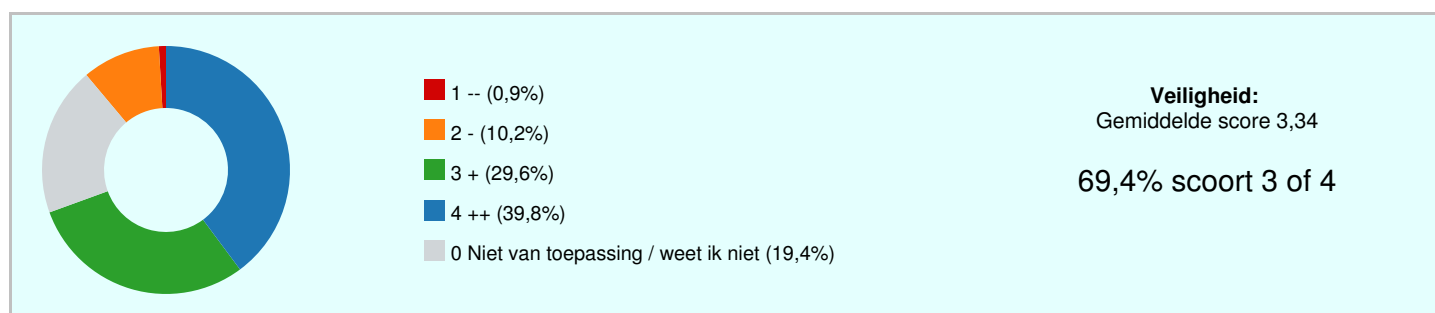 1 -- (0,9%)
2 - (10,2%)
3 + (29,6%)
4 ++ (39,8%)
0 Niet van toepassing / weet ik niet (19,4%)
Veiligheid:
Gemiddelde score 3,34
69,4% scoort 3 of 4